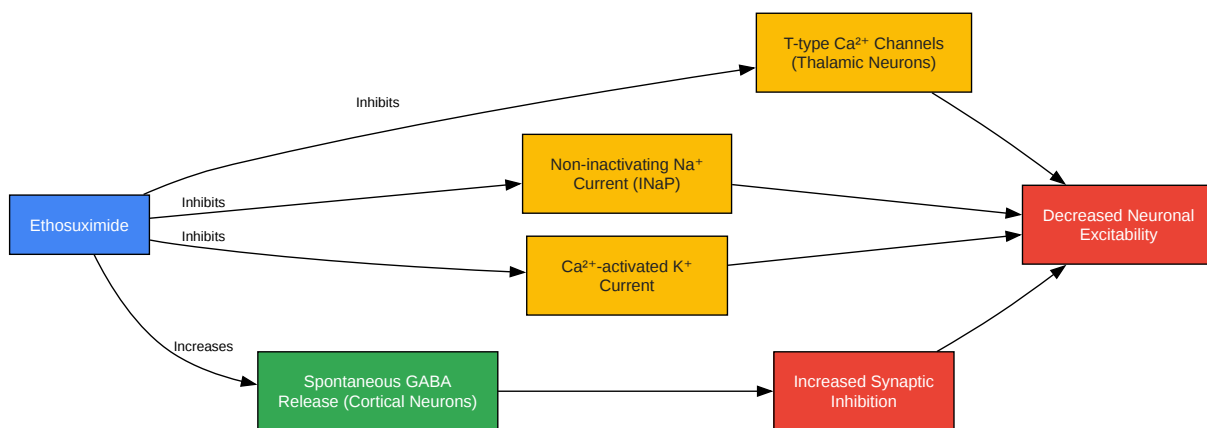 T-type Ca²⁺ Channels
(Thalamic Neurons)
Inhibits
Non-inactivating Na⁺
Current (INaP)
Inhibits
Ethosuximide
Decreased Neuronal
Excitability
Inhibits
Ca²⁺-activated K⁺
Current
Increases
Spontaneous GABA
Release (Cortical Neurons)
Increased Synaptic
Inhibition